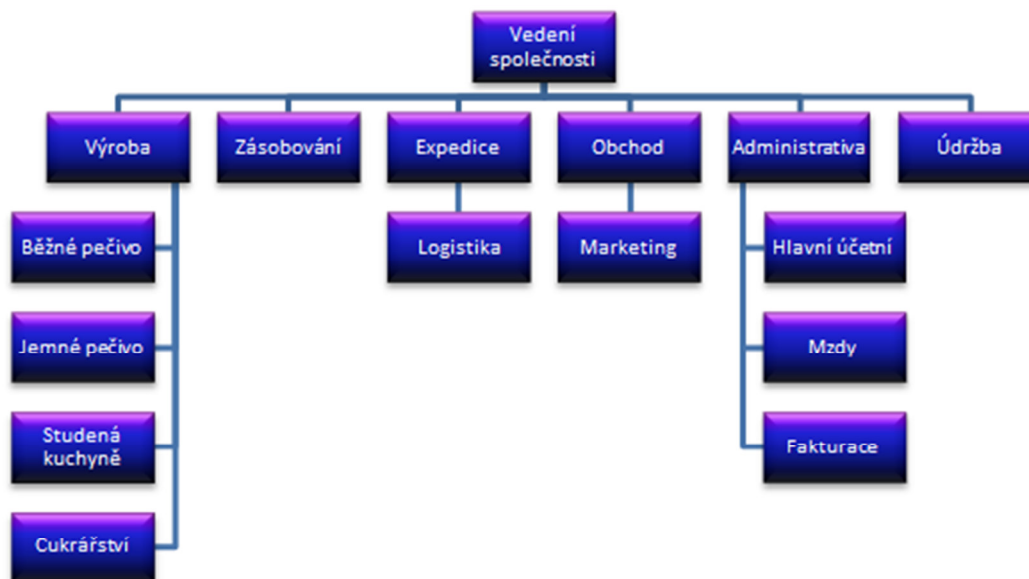 Vedení
společnosti
Výroba
Zásobování
Expedice
Obchod
Administrativa
Údržba
Běžné pečivo
Logistika
Marketing
Hlavní účetní
Jemné pečivo
Mzdy
Studená
kuchyně
Fakturace
Cukrářství